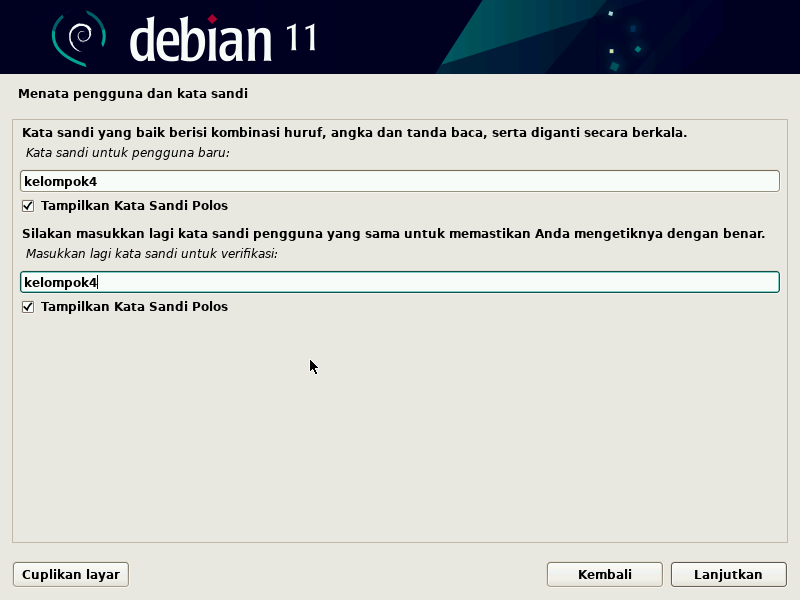 debian 11
Menata pengguna dan kata sandi
Kata sandi yang baik berisi kombinasi huruf, angka dan tanda baca, serta diganti secara berkala.
Kata sandi untuk pengguna baru:
kelompok4
Tampilkan Kata Sandi Polos
Silakan masukkan lagi kata sandi pengguna yang sama untuk memastikan Anda mengetiknya dengan benar.
Masukkan lagi kata sandi untuk verifikasi:
kelompok4
Tampilkan Kata Sandi Polos
Cuplikan layar Kembali Lanjutkan